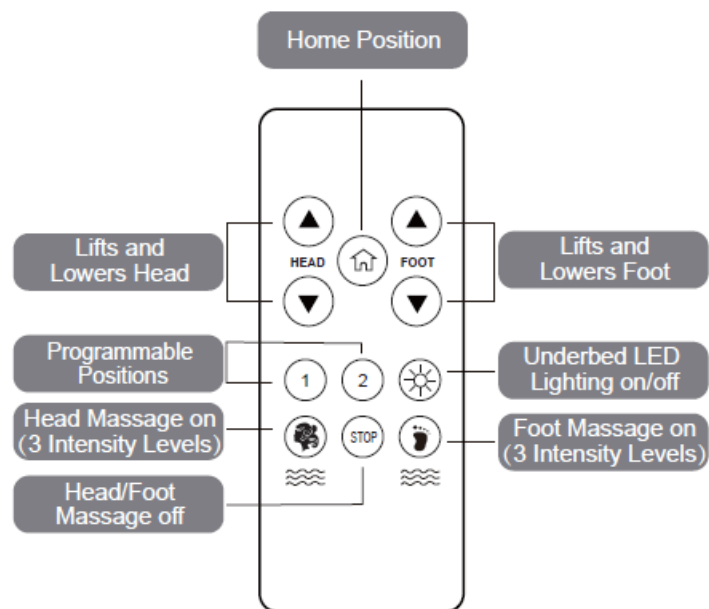 Home Position
Lifts and
Lowers Head
HEAD
FOOT
Lifts and
Lowers Foot
Programmable
Positions
1
2
Underbed LED
Lighting on/off
Head Massage on
(3 Intensity Levels)
STOP
Foot Massage on
(3 Intensity Levels)
Head/Foot
Massage off